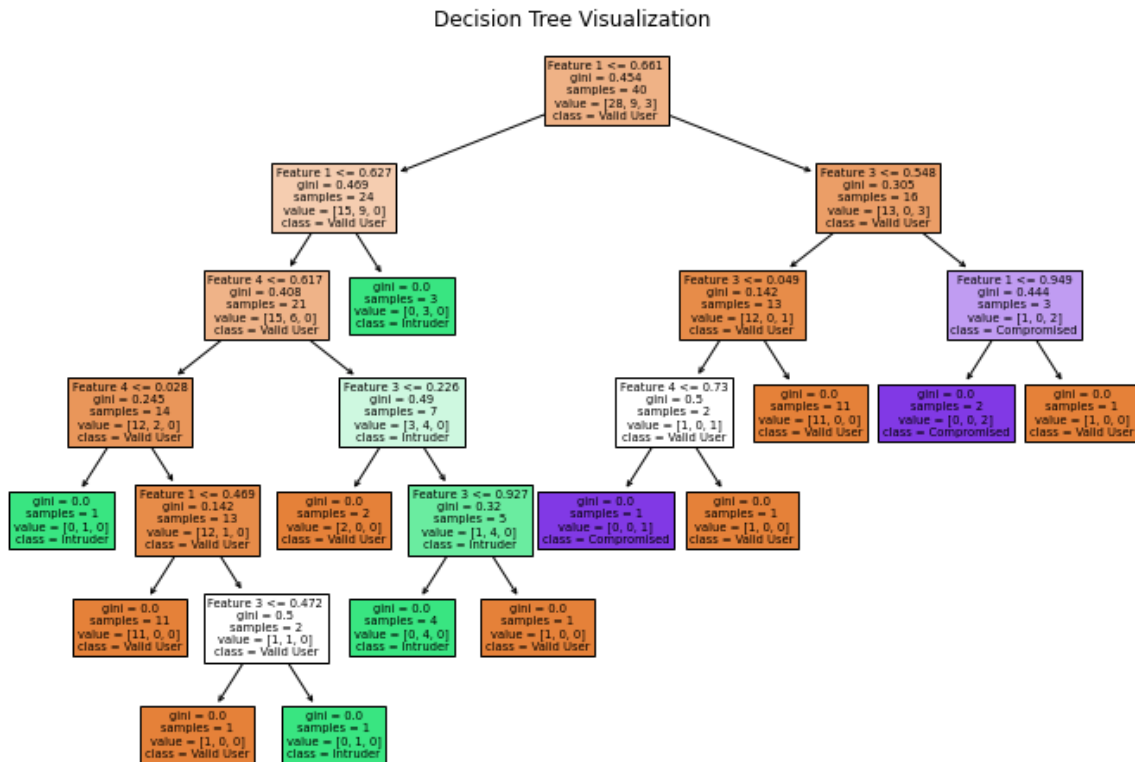 Decision Tree Visualization
Feature 1 <= 0.661
gini = 0.454
samples = 40
value = [28, 9, 3]
class = Valid User
Feature 1 <= 0.627
gini = 0.469
samples = 24
value = [15, 9, 0]
class = Valid User
Feature 3 <= 0.548
gini = 0.305
samples = 16
value = [13, 0, 3]
class = Valid User
Feature 4 <= 0.617
gini = 0.408
samples = 21
value = [15, 6, 0]
class = Valid User
gini = 0.0
samples = 3
value = [0, 3, 0]
class = Intruder
Feature 3 <= 0.049
gini = 0.142
samples = 13
value = [12, 0, 1]
class = Valid User
Feature 1 <= 0.949
gini = 0.444
samples = 3
value = [1, 0, 2]
class = Compromised
Feature 4 <= 0.028
gini = 0.245
samples = 14
value = [12, 2, 0]
class = Valid User
Feature 3 <= 0.226
gini = 0.49
samples = 7
value = [3, 4, 0]
class = Intruder
Feature 4 <= 0.73
gini = 0.5
samples = 2
value = [1, 0, 1]
class = Valid User
gini = 0.0
samples = 11
value = [11, 0, 0]
class = Valid User
gini = 0.0
samples = 2
value = [0, 0, 2]
class = Compromised
gini = 0.0
samples = 1
value = [1, 0, 0]
class = Valid User
gini = 0.0
samples = 1
value = [0, 1, 0]
class = Intruder
Feature 1 <= 0.469
gini = 0.142
samples = 13
value = [12, 1, 0]
class = Valid User
gini = 0.0
samples = 2
value = [2, 0, 0]
class = Valid User
Feature 3 <= 0.927
gini = 0.32
samples = 5
value = [1, 4, 0]
class = Intruder
gini = 0.0
samples = 1
value = [0, 0, 1]
class = Compromised
gini = 0.0
samples = 1
value = [1, 0, 0]
class = Valid User
gini = 0.0
samples = 11
value = [11, 0, 0]
class = Valid User
Feature 3 <= 0.472
gini = 0.5
samples = 2
value = [1, 1, 0]
class = Valid User
gini = 0.0
samples = 4
value = [0, 4, 0]
class = Intruder
gini = 0.0
samples = 1
value = [1, 0, 0]
class = Valid User
gini = 0.0
samples = 1
value = [1, 0, 0]
class = Valid User
gini = 0.0
samples = 1
value = [0, 1, 0]
class = Intruder